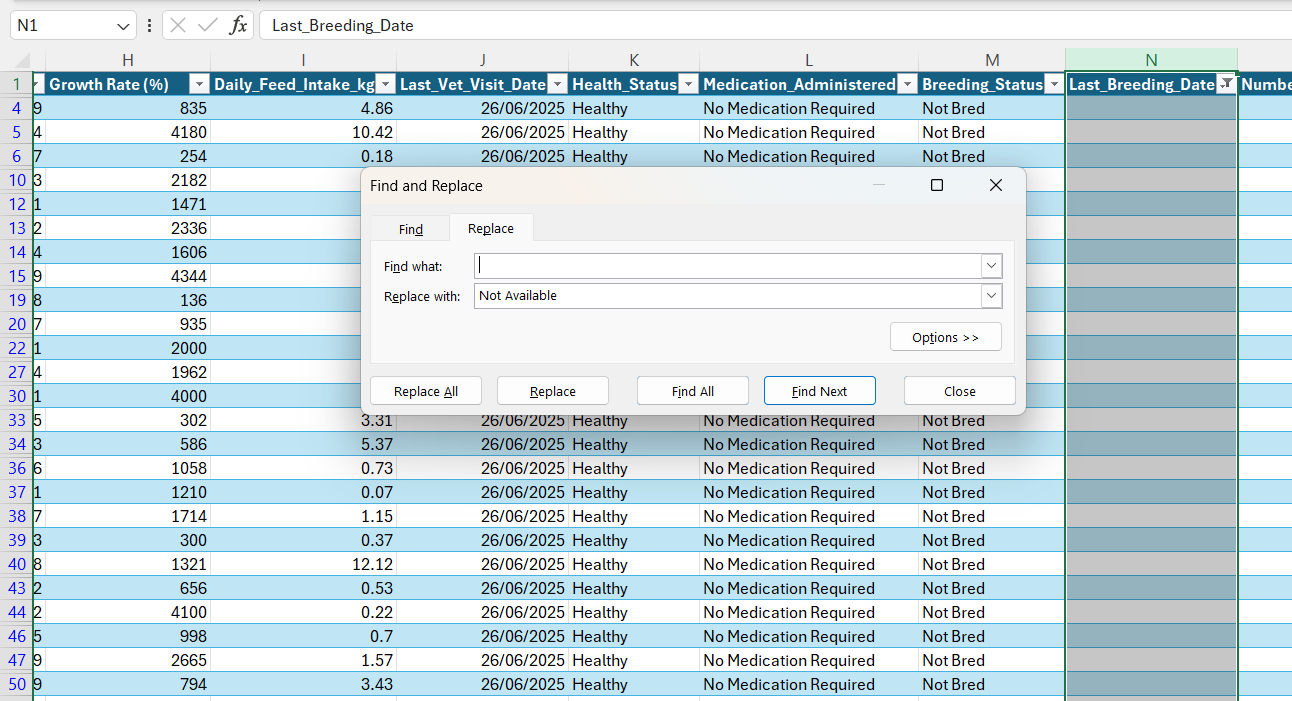 N1 fx Last_Breeding_Date
H I J K L M N
1 Growth Rate (%) Daily_Feed_Intake_kg Last_Vet_Visit_Date Health_Status Medication_Administered Breeding_Status Last_Breeding_Date Numbe
4 9 835 4.86 26/06/2025 Healthy No Medication Required Not Bred
5 4 4180 10.42 26/06/2025 Healthy No Medication Required Not Bred
6 7 254 0.18 26/06/2025 Healthy No Medication Required Not Bred
10 3 2182
12 1 1471
13 2 2336
14 4 1606
15 9 4344
19 8 136
20 7 935
22 1 2000
27 4 1962
30 1 4000
Find and Replace
Find Replace
Find what:
Replace with: Not Available
Options >>
Replace All Replace Find All Find Next Close
33 5 302 3.31 26/06/2025 Healthy No Medication Required Not Bred
34 3 586 5.37 26/06/2025 Healthy No Medication Required Not Bred
36 6 1058 0.73 26/06/2025 Healthy No Medication Required Not Bred
37 1 1210 0.07 26/06/2025 Healthy No Medication Required Not Bred
38 7 1714 1.15 26/06/2025 Healthy No Medication Required Not Bred
39 3 300 0.37 26/06/2025 Healthy No Medication Required Not Bred
40 8 1321 12.12 26/06/2025 Healthy No Medication Required Not Bred
43 2 656 0.53 26/06/2025 Healthy No Medication Required Not Bred
44 2 4100 0.22 26/06/2025 Healthy No Medication Required Not Bred
46 5 998 0.7 26/06/2025 Healthy No Medication Required Not Bred
47 9 2665 1.57 26/06/2025 Healthy No Medication Required Not Bred
50 9 794 3.43 26/06/2025 Healthy No Medication Required Not Bred